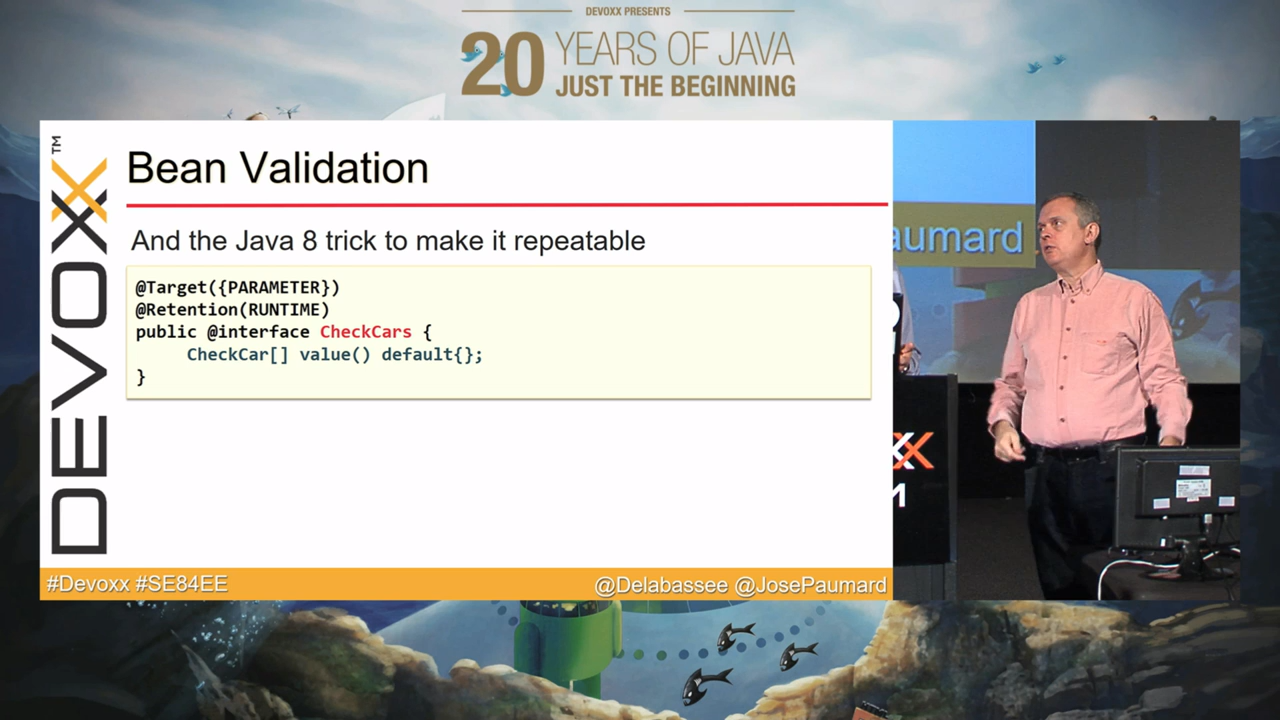 DEVOXX PRESENTS
20 YEARS OF JAVA
JUST THE BEGINNING
DEVOXX™
Bean Validation
And the Java 8 trick to make it repeatable
@Target({PARAMETER})
@Retention(RUNTIME)
public @interface CheckCars {
CheckCar[] value() default{};
}
#Devoxx #SE84EE
@Delabassee @JosePaumard
aumard